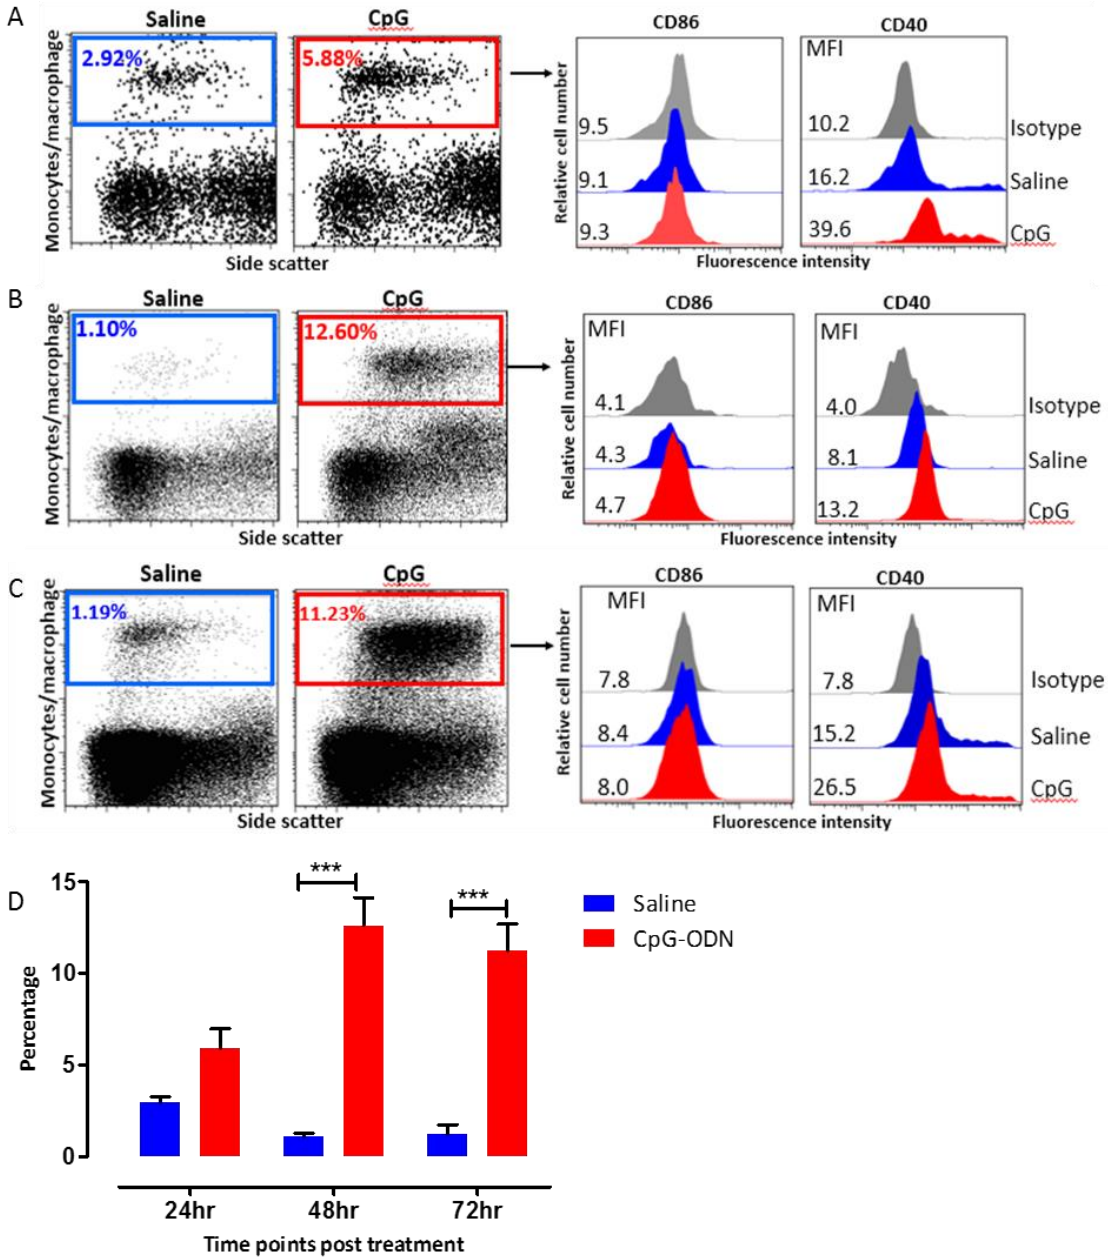 A
Saline
CpG
CD86
CD40
Monocytes/macrophage
2.92%
5.88%
Relative cell number
MFI
9.5
10.2
Isotype
9.1
16.2
Saline
9.3
39.6
CpG
Side scatter
Fluorescence intensity
B
Saline
CpG
CD86
CD40
Monocytes/macrophage
1.10%
12.60%
Relative cell number
MFI
MFI
4.1
4.0
Isotype
4.3
8.1
Saline
4.7
13.2
CpG
Side scatter
Fluorescence intensity
C
Saline
CpG
CD86
CD40
Monocytes/macrophage
1.19%
11.23%
Relative cell number
MFI
MFI
7.8
7.8
Isotype
8.4
15.2
Saline
8.0
26.5
CpG
Side scatter
Fluorescence intensity
D
Percentage
15
10
5
0
***
***
Saline
CpG-ODN
24hr
48hr
72hr
Time points post treatment